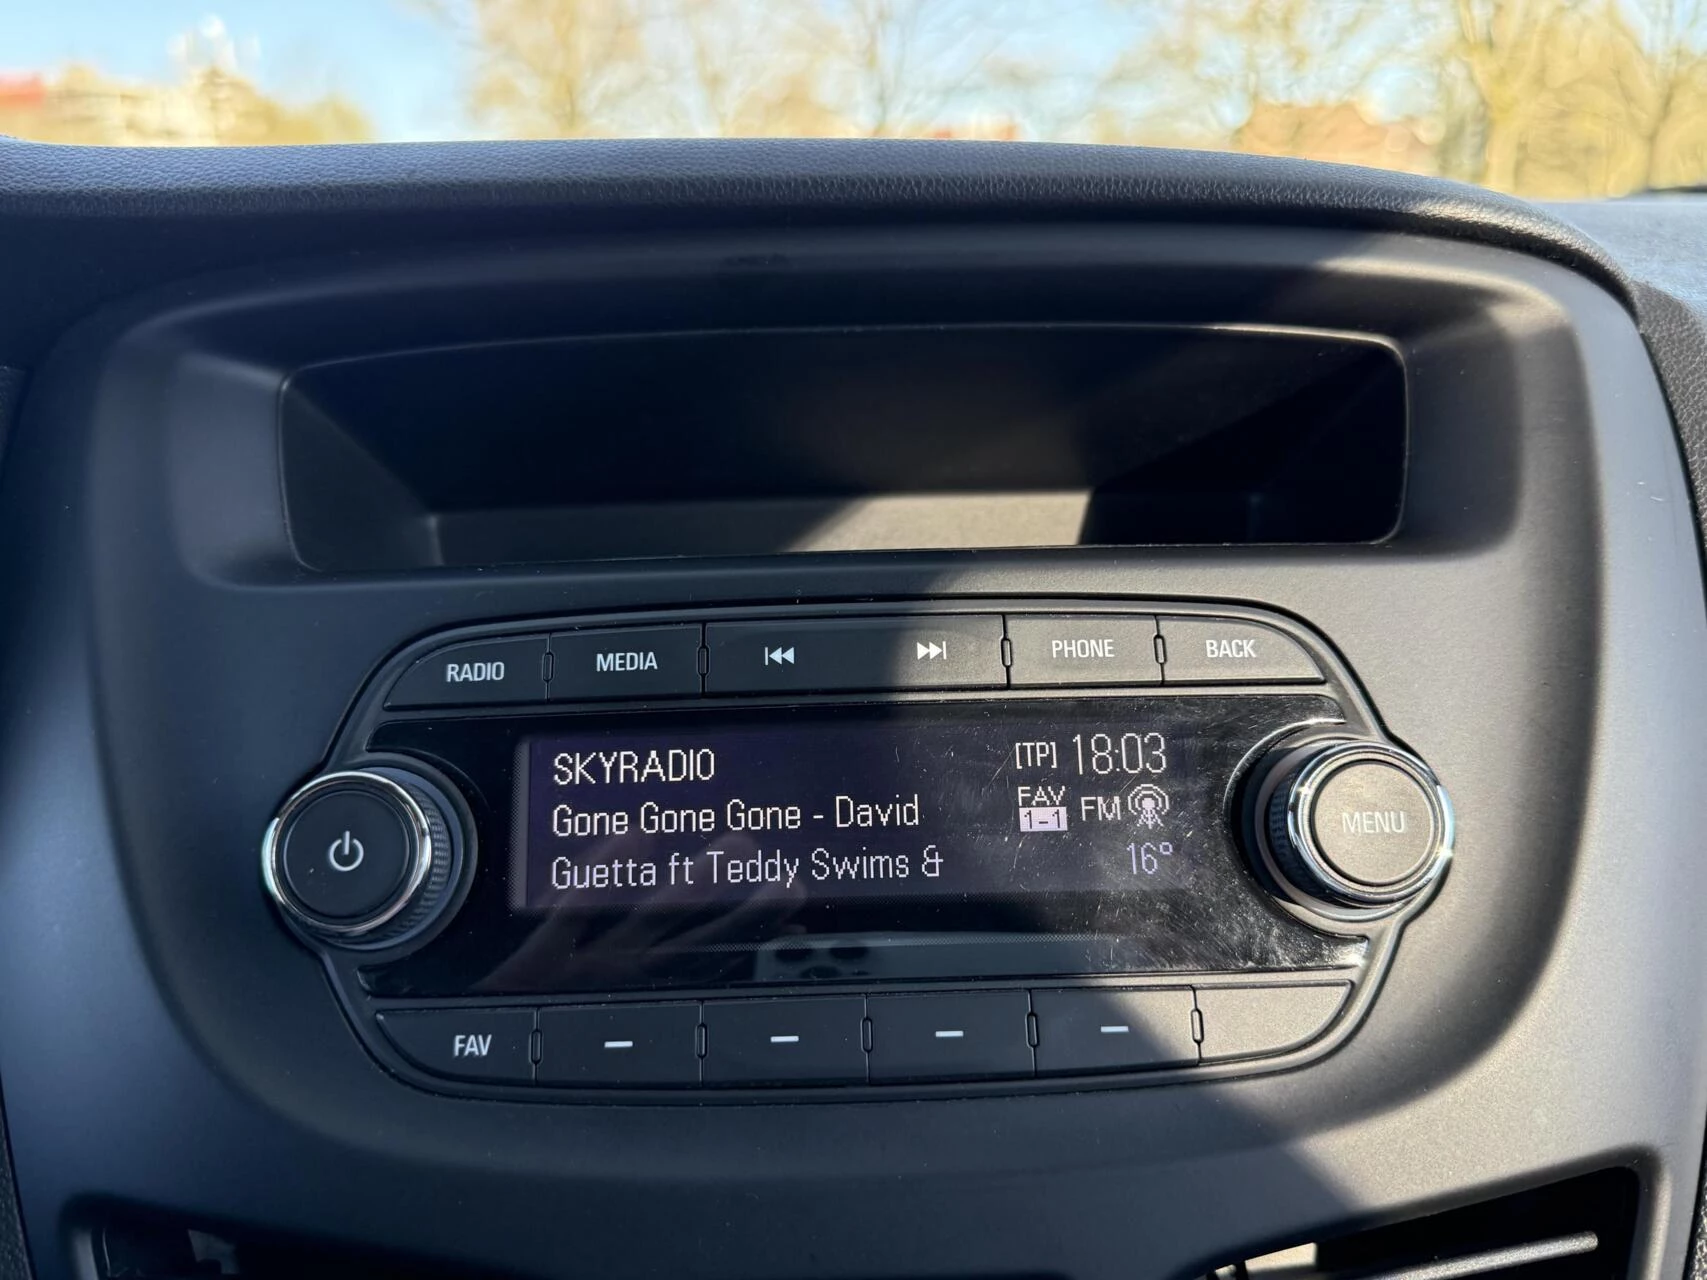 RADIO MEDIA PHONE BACK
SKYRADIO [TP] 18:03
Gone Gone Gone - David FAV 1-1 FM
Guetta ft Teddy Swims & 16°
MENU
FAV